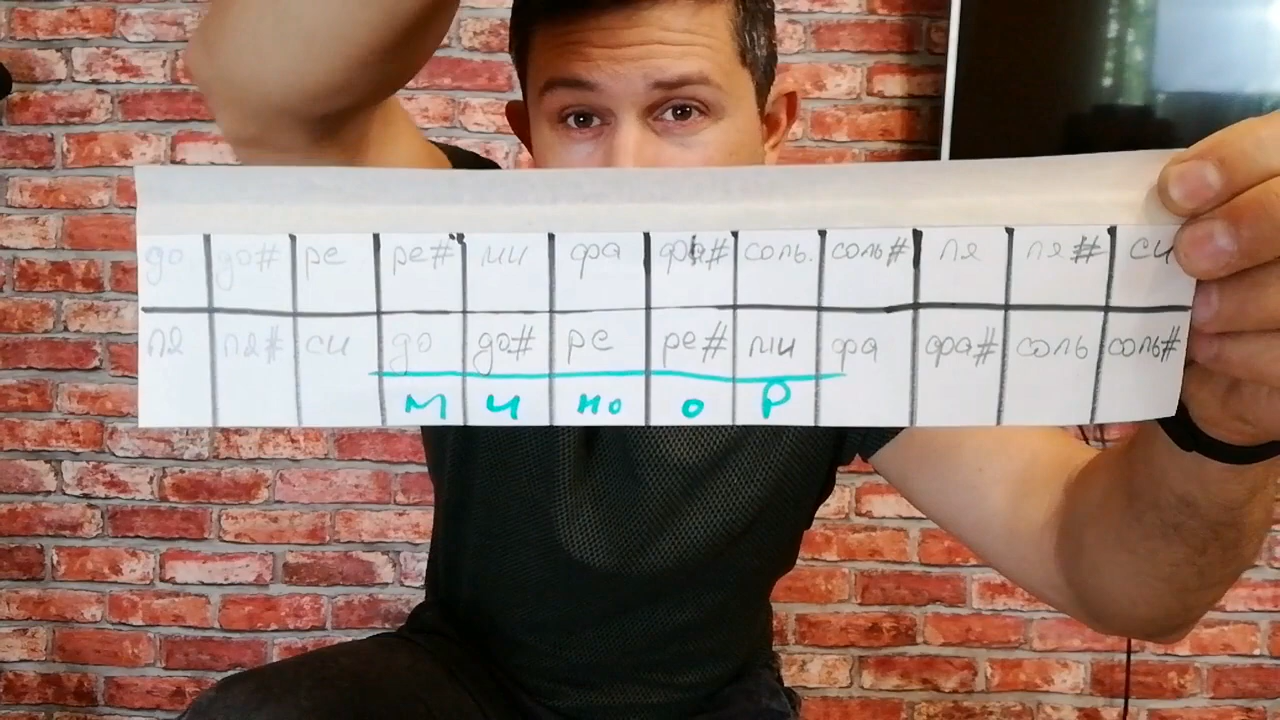 до до# ре ре# ми фа фа# соль. соль# ля ля# си
ля ля# си до до# ре ре# ми фа фа# соль соль#
м и но о р